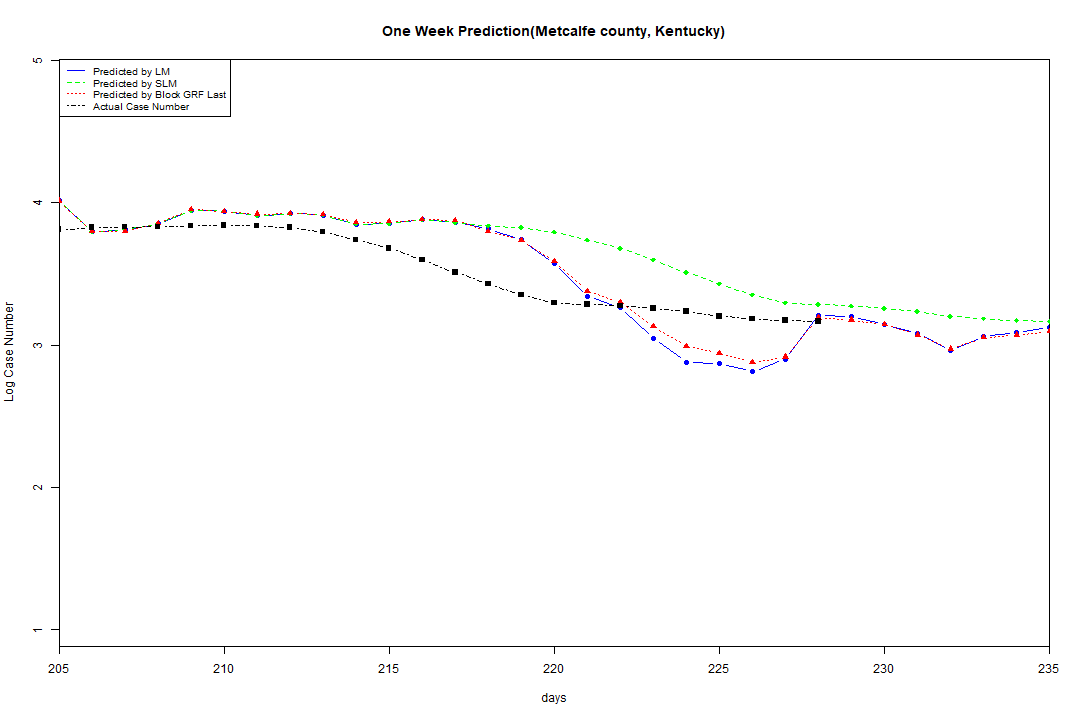 One Week Prediction(Metcalfe county, Kentucky)
5
Predicted by LM
Predicted by SLM
Predicted by Block GRF Last
Actual Case Number
4
3
2
1
Log Case Number
205 210 215 220 225 230 235
days